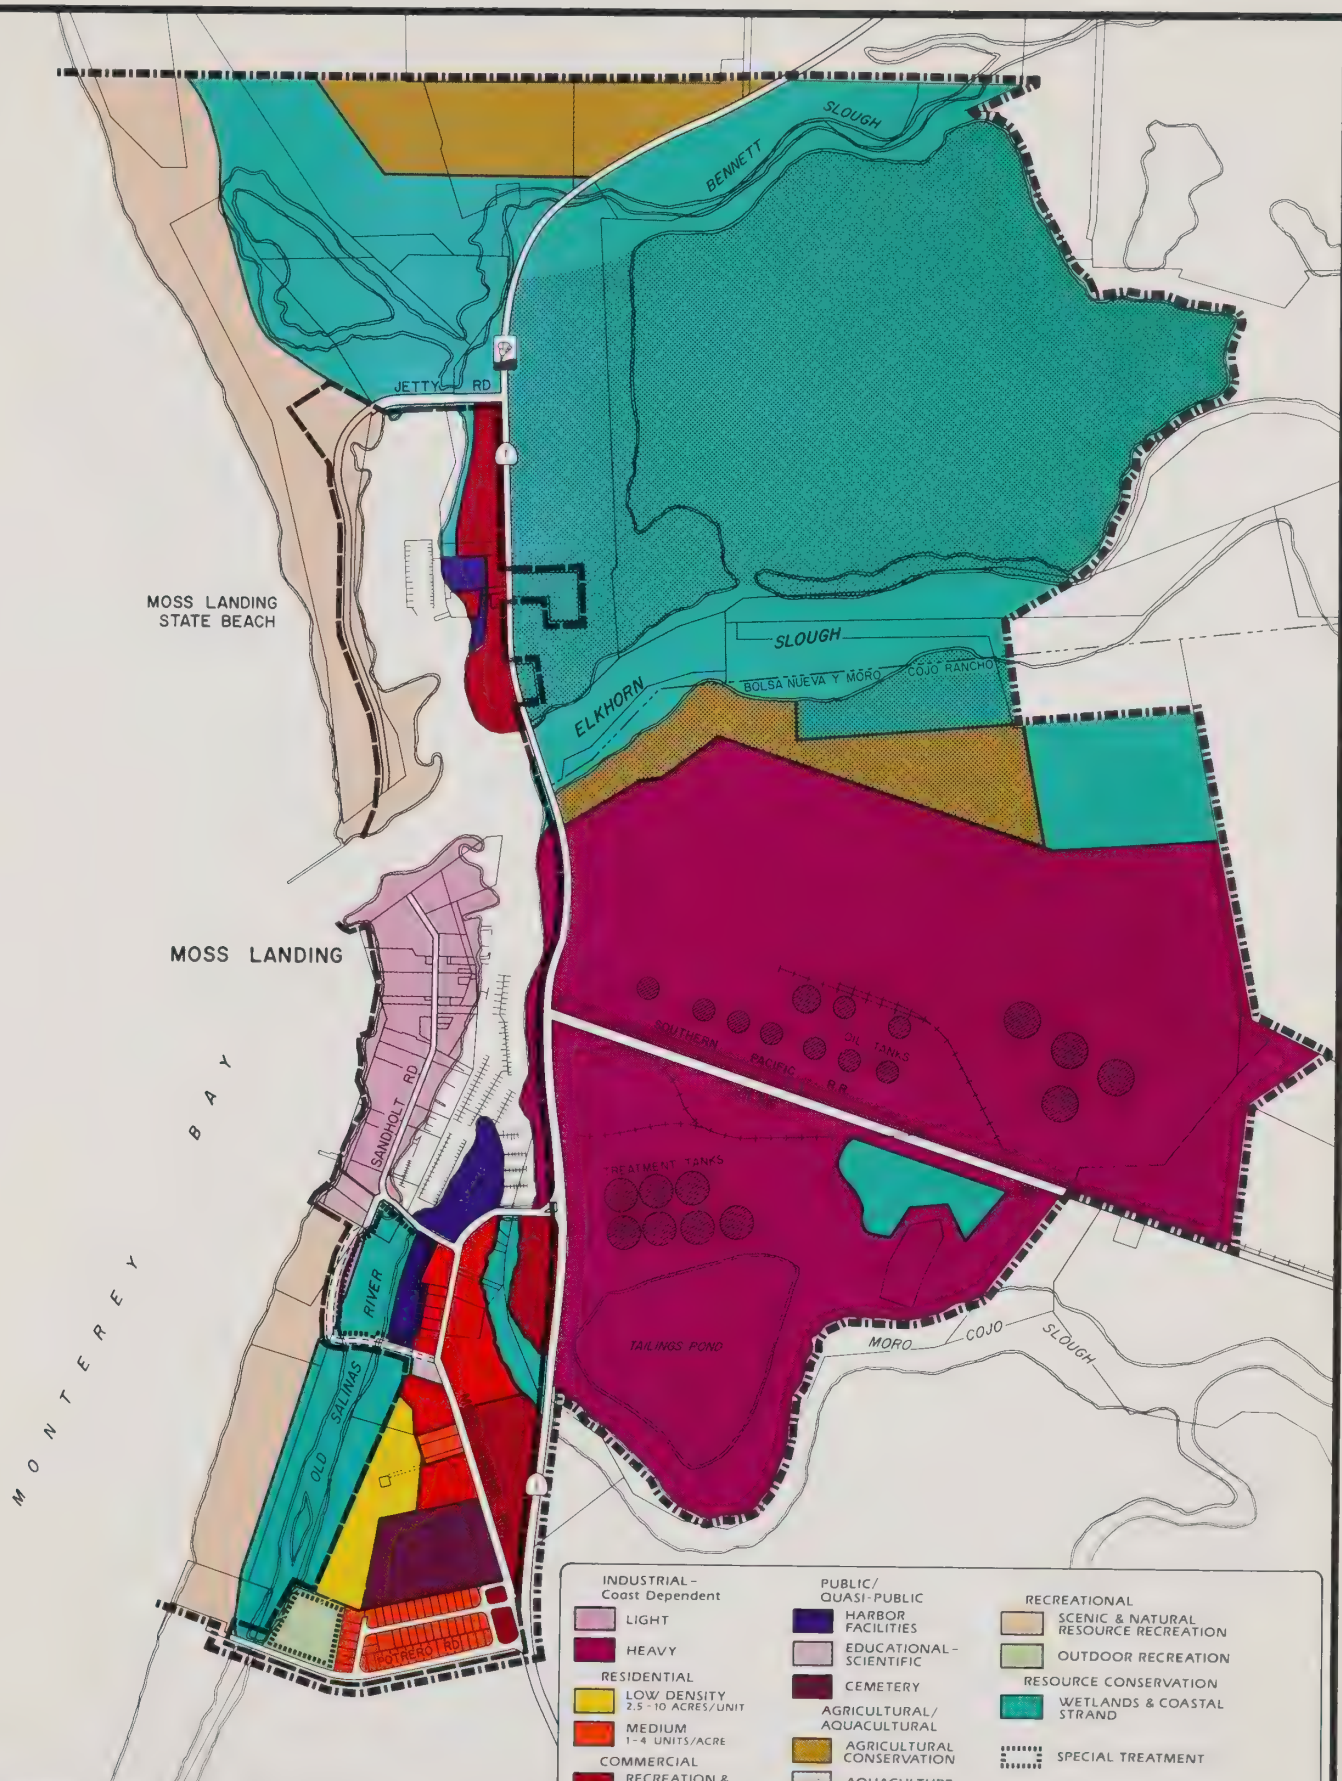 SLOUGH
BENNETT
JETTY RD
1
MOSS LANDING
STATE BEACH
SLOUGH
ELKHORN
BOLSA NUEVA Y MORO COJO RANCHO
MOSS LANDING
MONTEREY BAY
SANDHOLT RD
SOUTHERN PACIFIC R.R.
OIL TANKS
TREATMENT TANKS
TAILINGS POND
MORO COJO SLOUGH
RIVER
SALINAS
OLD
POTRERO RD
INDUSTRIAL-
Coast Dependent
LIGHT
HEAVY
RESIDENTIAL
LOW DENSITY
2.5-10 ACRES/UNIT
MEDIUM
1-4 UNITS/ACRE
COMMERCIAL
RECREATION &
PUBLIC/
QUASI-PUBLIC
HARBOR
FACILITIES
EDUCATIONAL-
SCIENTIFIC
CEMETERY
AGRICULTURAL/
AQUACULTURAL
AGRICULTURAL
CONSERVATION
AQUACULTURE
RECREATIONAL
SCENIC & NATURAL
RESOURCE RECREATION
OUTDOOR RECREATION
RESOURCE CONSERVATION
WETLANDS & COASTAL
STRAND
SPECIAL TREATMENT